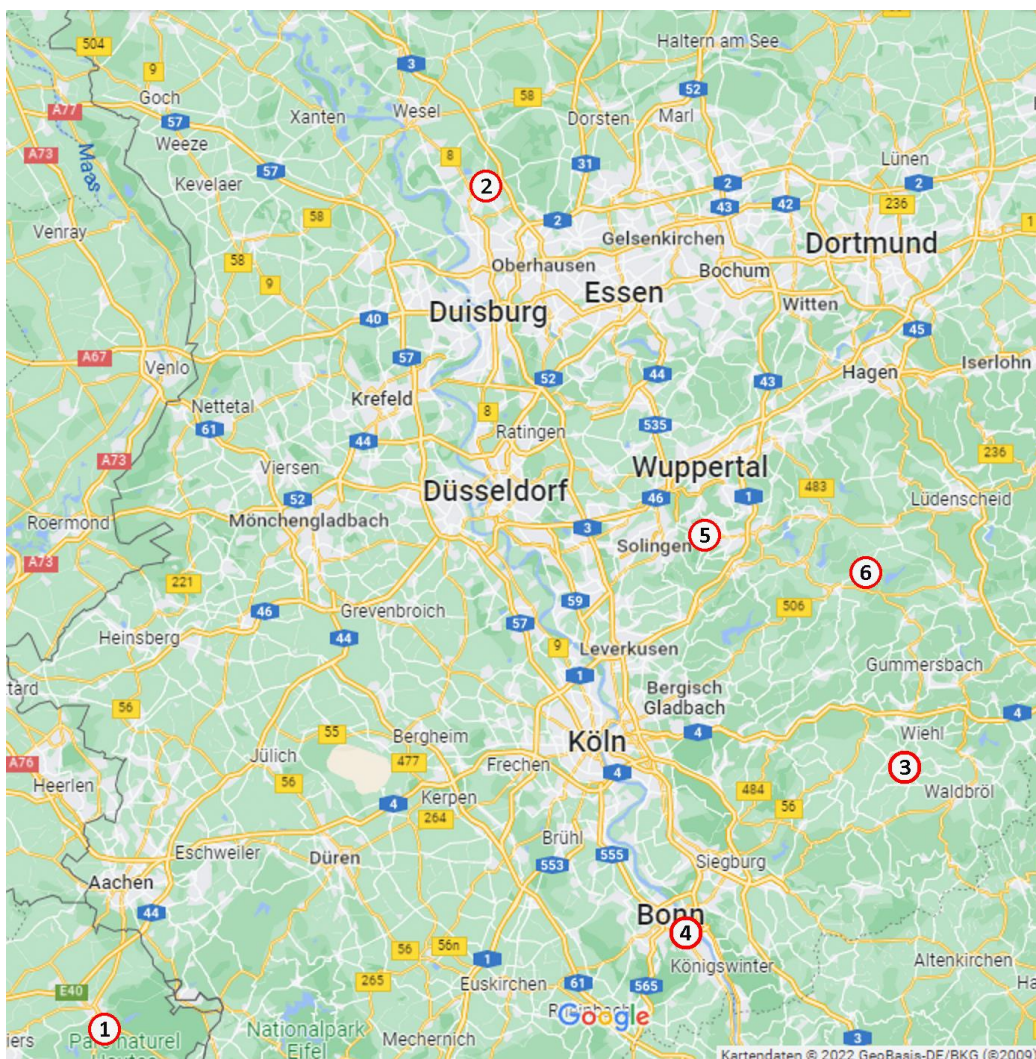 504
3
Haltern am See
9
58
52
Goch
A77
57
Xanten
Wesel
Dorsten
Marl
Weeze
A73
Maas
8
31
Lünen
57
Kevelaer
2
2
2
58
2
43
42
236
Venray
Gelsenkirchen
Dortmund
58
Oberhausen
Bochum
9
Essen
Witten
Duisburg
40
45
A67
57
Venlo
Iserlohn
52
44
43
Hagen
Nettetal
Krefeld
8
61
44
Ratingen
535
A73
Viersen
Wuppertal
236
52
Düsseldorf
46
1
483
Lüdenscheid
Roermond
Mönchengladbach
3
5
Solingen
A73
6
221
46
Grevenbroich
59
506
57
Heinsberg
44
9
Leverkusen
Gummersbach
1
Bergisch
Gladbach
56
4
55
Bergheim
Köln
4
Wiehl
Jülich
477
Frechen
3
A76
Heerlen
56
4
4
484
Waldbröl
Kerpen
264
56
Brühl
Eschweiler
Düren
553
555
Siegburg
Aachen
44
Bonn
56
56n
4
1
Königswinter
Altenkirchen
265
Euskirchen
61
565
E40
1
Google
Nationalpark
Eifel
Mechernich
3
Kartendaten © 2022 GeoBasis-DE/BKG (©2009